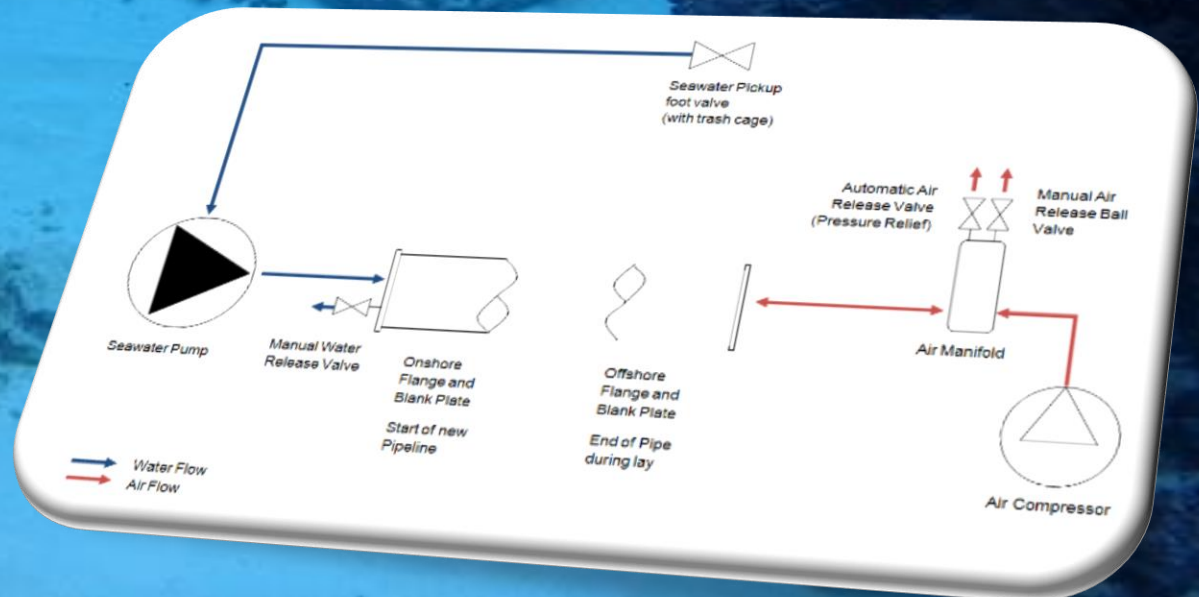 Seawater Pickup
foot valve
(with trash cage)
Automatic Air
Release Valve
(Pressure Relief)
Manual Air
Release Ball
Valve
Seawater Pump
Manual Water
Release Valve
Onshore
Flange and
Blank Plate
Start of new
Pipeline
Offshore
Flange and
Blank Plate
End of Pipe
during lay
Air Manifold
Air Compressor
Water Flow
Air Flow